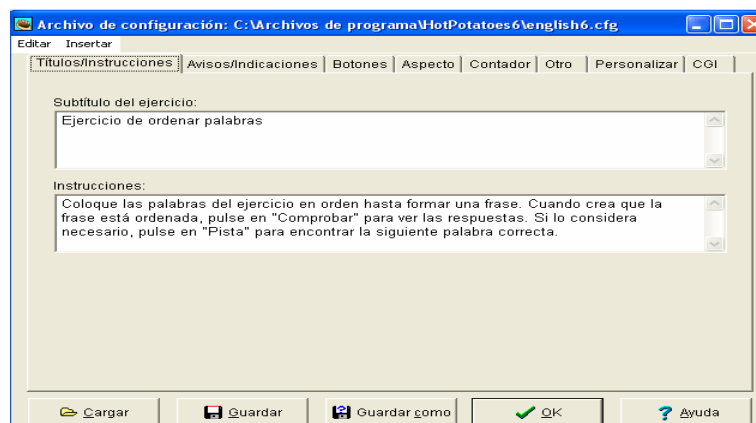 Archivo de configuración: C:\Archivos de programa\HotPotatoes6\english6.cfg
Editar Insertar
Títulos/Instrucciones Avisos/Indicaciones Botones Aspecto Contador Otro Personalizar CGI
Subtítulo del ejercicio:
Ejercicio de ordenar palabras
Instrucciones:
Coloque las palabras del ejercicio en orden hasta formar una frase. Cuando crea que la
frase está ordenada, pulse en "Comprobar" para ver las respuestas. Si lo considera
necesario, pulse en "Pista" para encontrar la siguiente palabra correcta.
Cargar Guardar Guardar como OK Ayuda